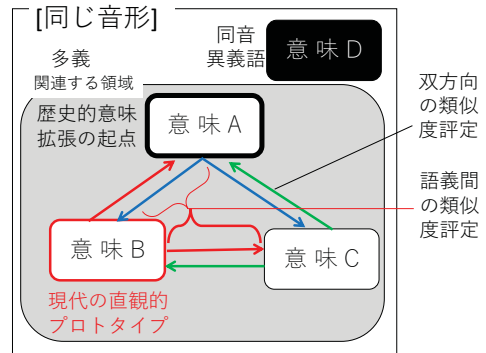 [同じ音形]
多義
関連する領域
同音
異義語
意味D
歴史的意味
拡張の起点
意味A
双方向
の類似
度評定
語義間
の類似
度評定
意味B
意味C
現代の直観的
プロトタイプ